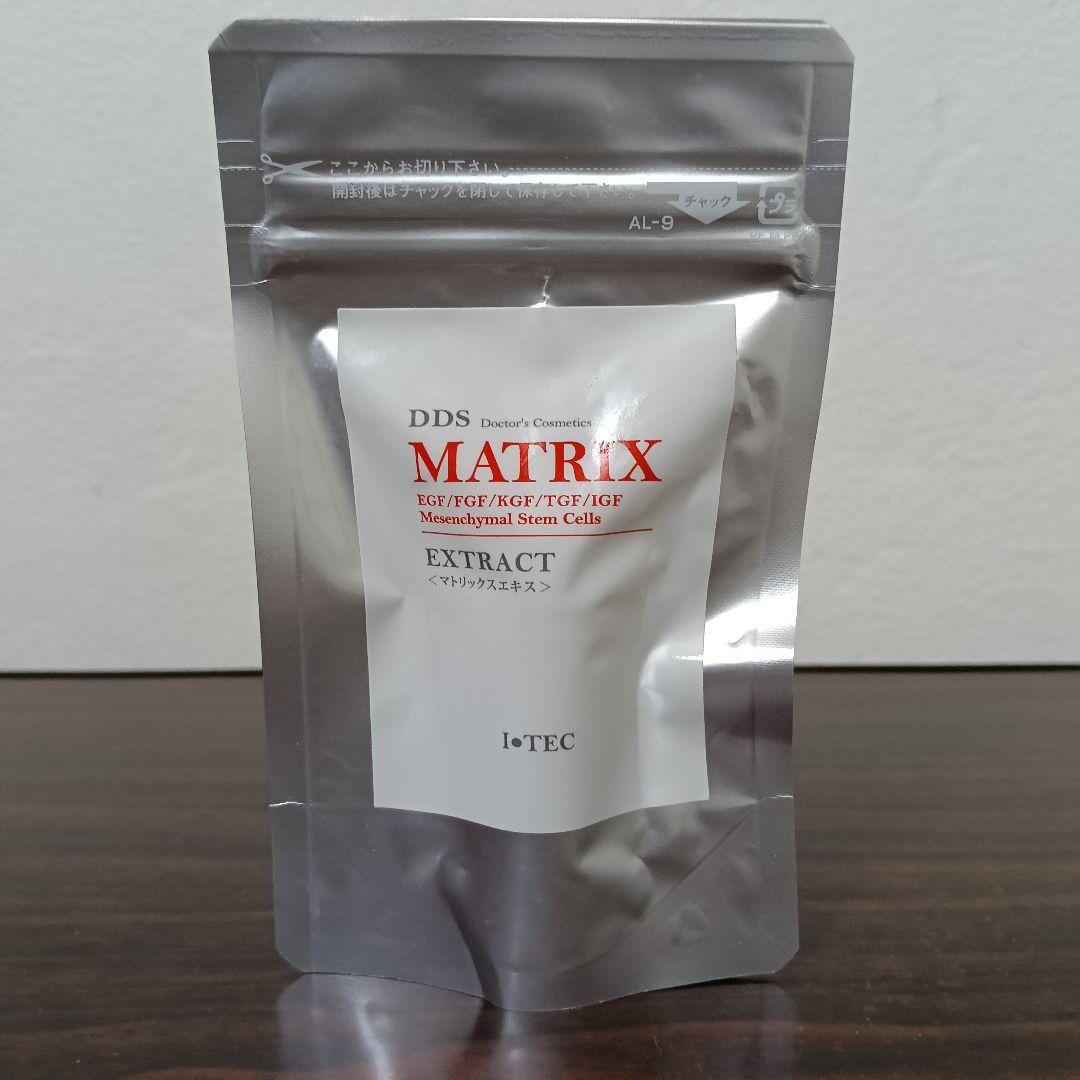 ここからお切り下さい。
開封後はチャックを閉じて保存して下さい。
チャック
プラ
AL-9
DDS Doctor's Cosmetics
MATRIX
EGF/FGF/KGF/TGF/IGF
Mesenchymal Stem Cells
EXTRACT
＜マトリックスエキス＞
I•TEC